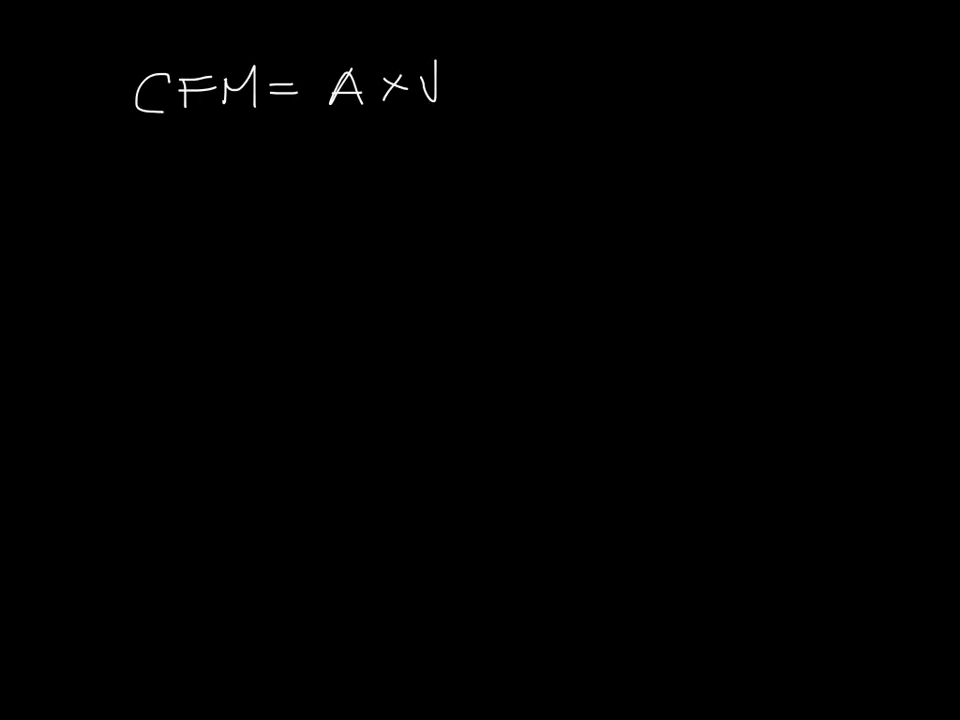 CFM = A × V